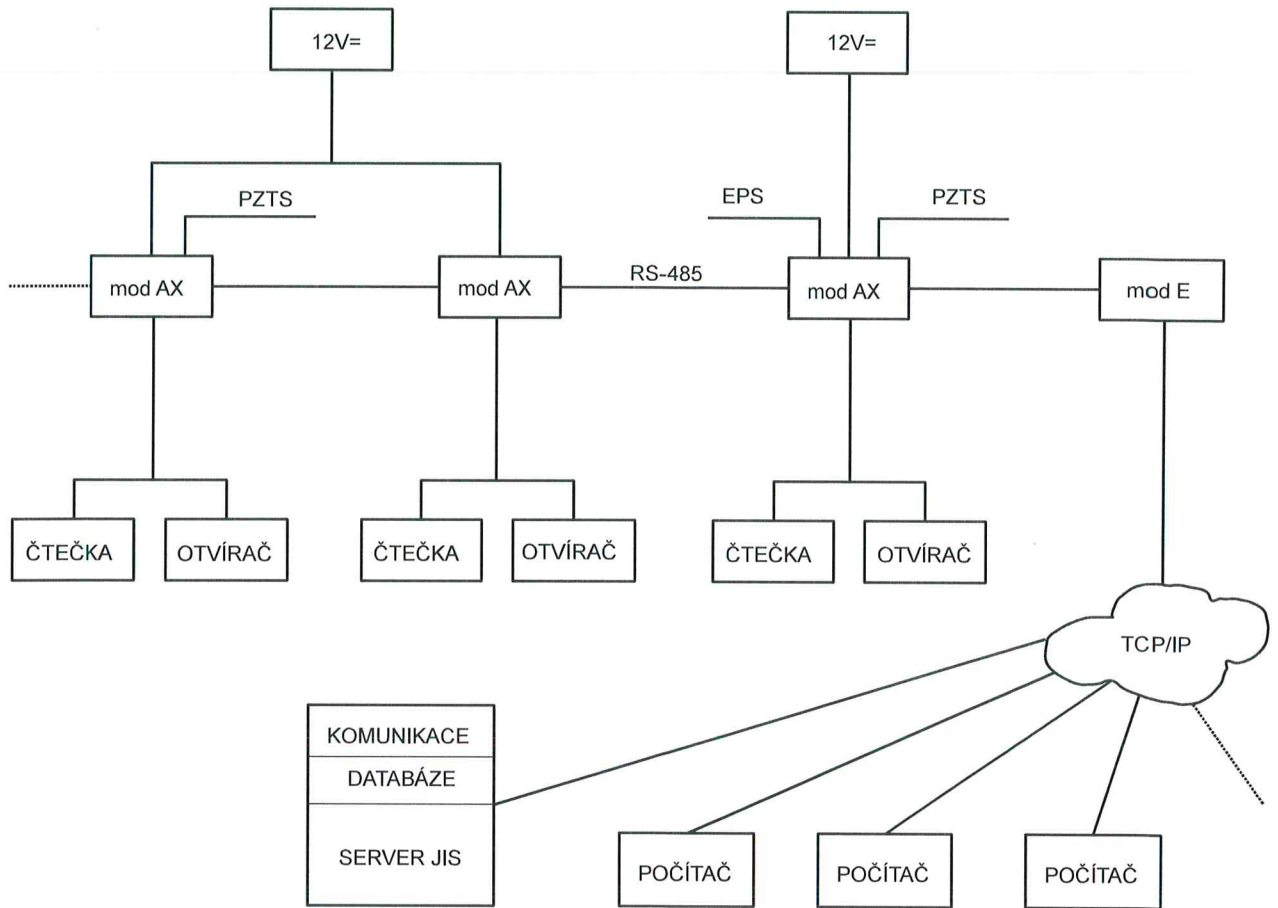 12V=
12V=
PZTS
EPS
PZTS
mod AX
mod AX
RS-485
mod AX
mod E
ČTEČKA
OTVÍRAČ
ČTEČKA
OTVÍRAČ
ČTEČKA
OTVÍRAČ
TCP/IP
KOMUNIKACE
DATABÁZE
SERVER JIS
POČÍTAČ
POČÍTAČ
POČÍTAČ